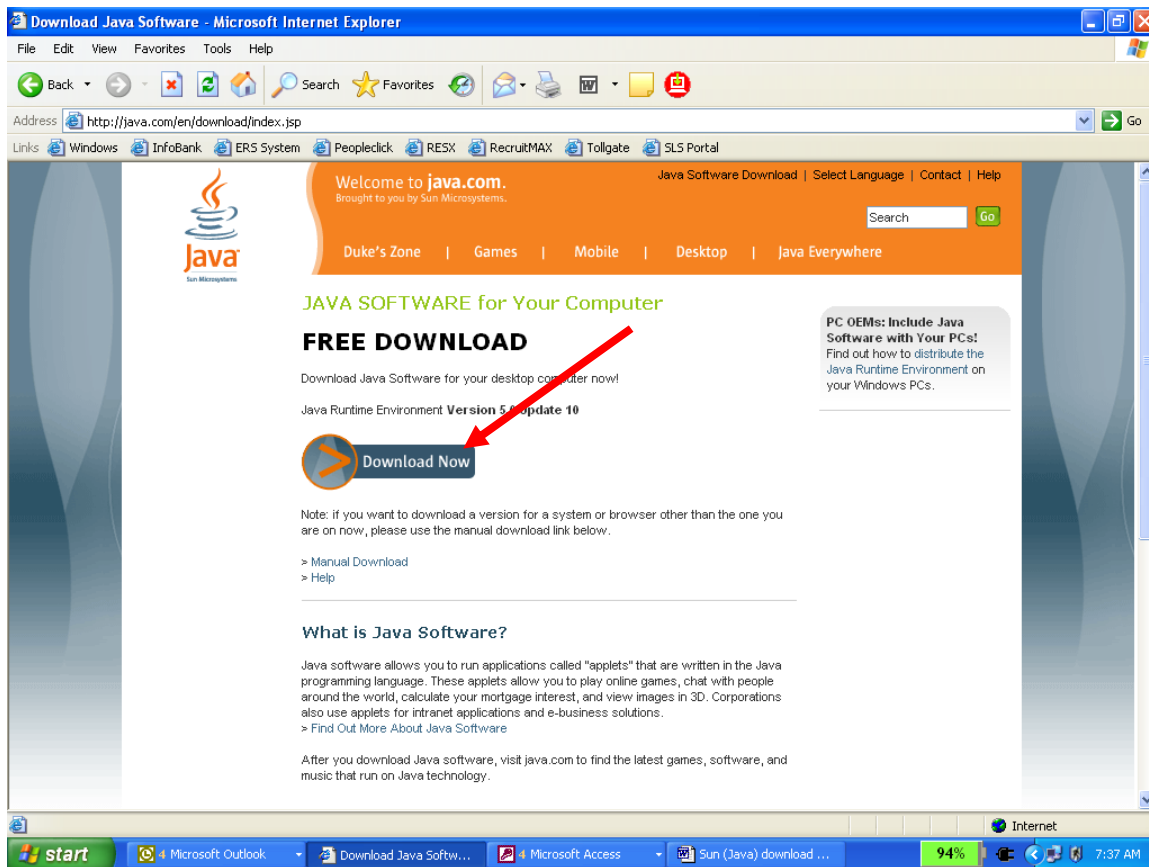 Download Java Software - Microsoft Internet Explorer
File Edit View Favorites Tools Help
Back Search Favorites
Address http://java.com/en/download/index.jsp Go
Links Windows InfoBank ERS System Peopleclick RESX RecruitMAX Tollgate SLS Portal
Java Software Download | Select Language | Contact | Help
Welcome to java.com.
Brought to you by Sun Microsystems.
Search Go
Java
Sun Microsystems
Duke's Zone | Games | Mobile | Desktop | Java Everywhere
JAVA SOFTWARE for Your Computer
FREE DOWNLOAD
Download Java Software for your desktop computer now!
Java Runtime Environment Version 5.0 Update 10
Download Now
Note: if you want to download a version for a system or browser other than the one you
are on now, please use the manual download link below.
> Manual Download
> Help
What is Java Software?
Java software allows you to run applications called "applets" that are written in the Java
programming language. These applets allow you to play online games, chat with people
around the world, calculate your mortgage interest, and view images in 3D. Corporations
also use applets for intranet applications and e-business solutions.
> Find Out More About Java Software
After you download Java software, visit java.com to find the latest games, software, and
music that run on Java technology.
PC OEMs: Include Java
Software with Your PCs!
Find out how to distribute the
Java Runtime Environment on
your Windows PCs.
Internet
start 4 Microsoft Outlook Download Java Softw... 4 Microsoft Access Sun (Java) download ... 94% 7:37 AM